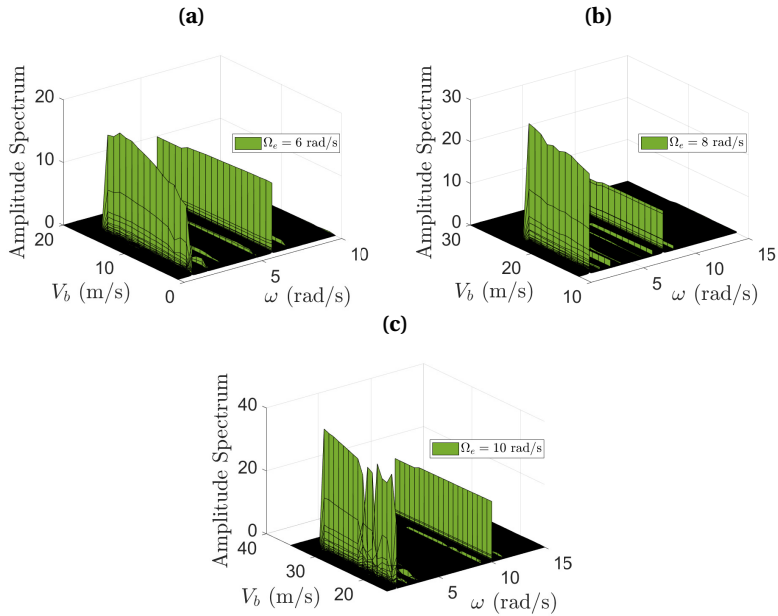 (a)
Amplitude Spectrum
20
10
0
20
10
0
V_b (m/s)
5
10
ω (rad/s)
Ω_e = 6 rad/s
(b)
Amplitude Spectrum
30
20
10
0
30
20
10
V_b (m/s)
5
10
15
ω (rad/s)
Ω_e = 8 rad/s
(c)
Amplitude Spectrum
40
20
0
40
30
20
V_b (m/s)
5
10
15
ω (rad/s)
Ω_e = 10 rad/s